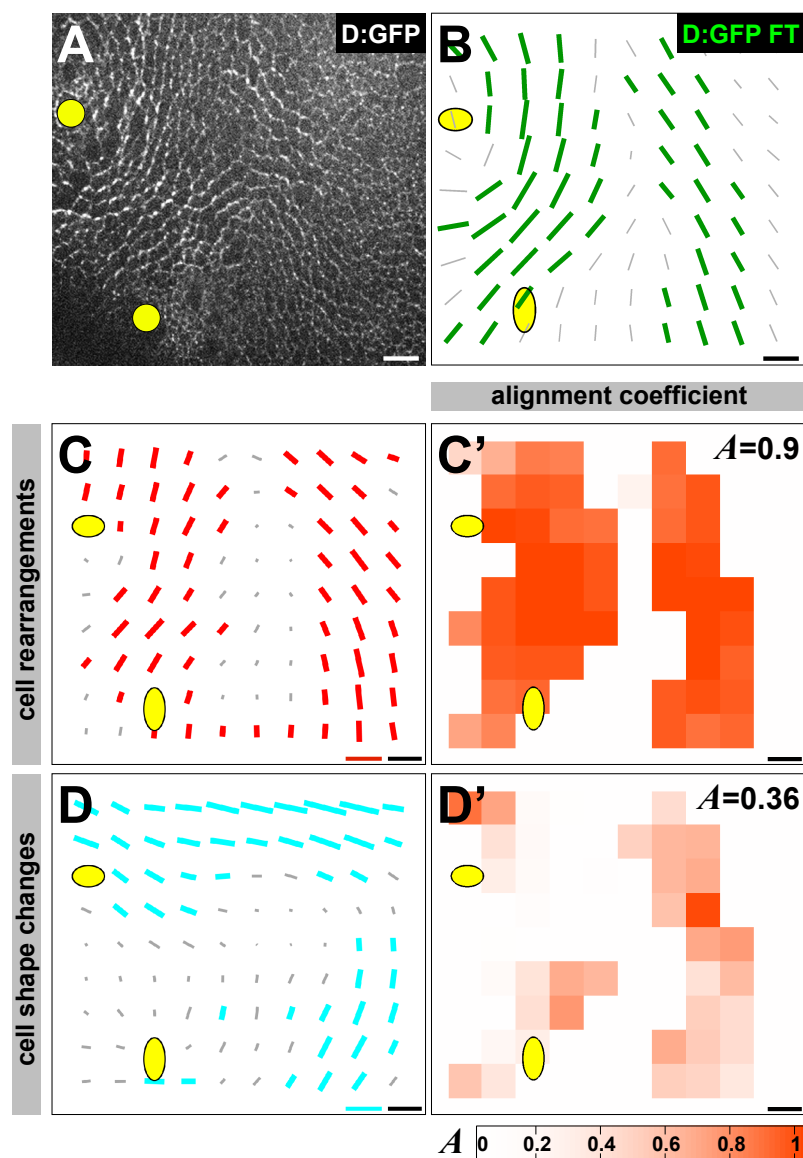 A
D:GFP
B
D:GFP FT
alignment coefficient
cell rearrangements
C
C’
A=0.9
cell shape changes
D
D’
A=0.36
A 0 0.2 0.4 0.6 0.8 1